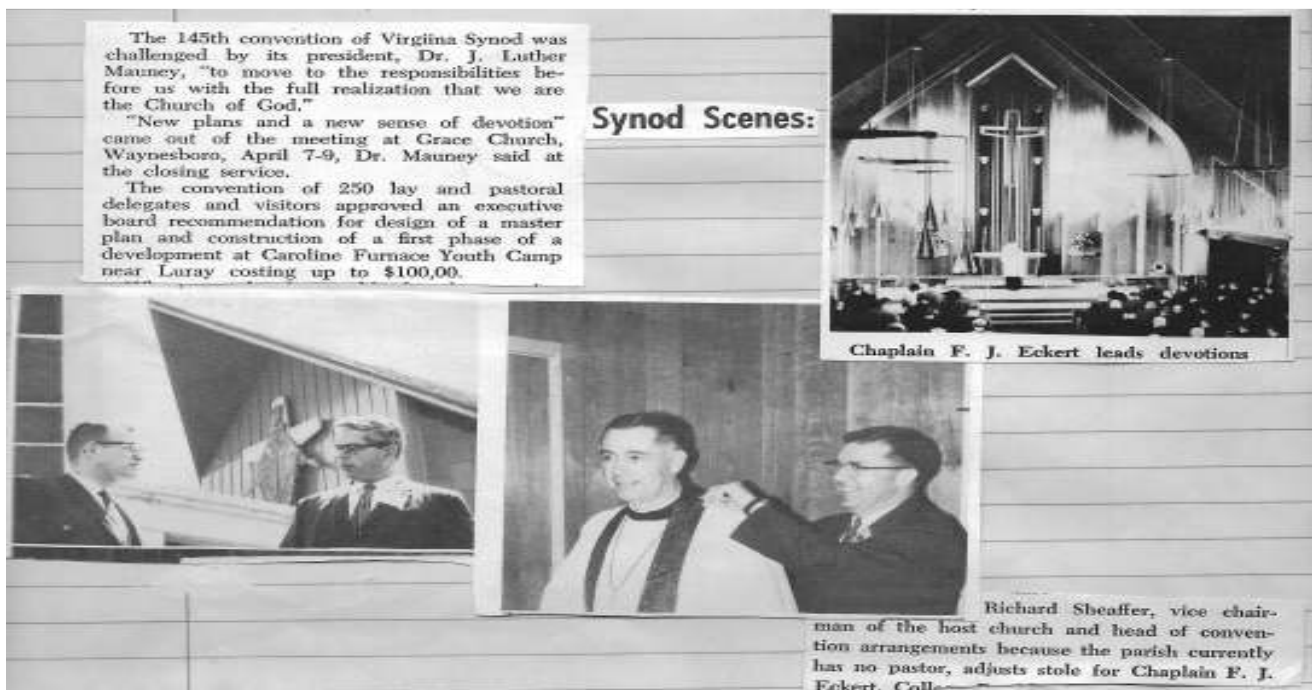 The 145th convention of Virgiina Synod was
challenged by its president, Dr. J. Luther
Mauney, "to move to the responsibilities be-
fore us with the full realization that we are
the Church of God."
"New plans and a new sense of devotion"
came out of the meeting at Grace Church,
Waynesboro, April 7-9, Dr. Mauney said at
the closing service.
The convention of 250 lay and pastoral
delegates and visitors approved an executive
board recommendation for design of a master
plan and construction of a first phase of a
development at Caroline Furnace Youth Camp
near Luray costing up to $100,00.
Synod Scenes:
Chaplain F. J. Eckert leads devotions
Richard Sheaffer, vice chair-
man of the host church and head of conven-
tion arrangements because the parish currently
has no pastor, adjusts stole for Chaplain F. J.
Eckert,